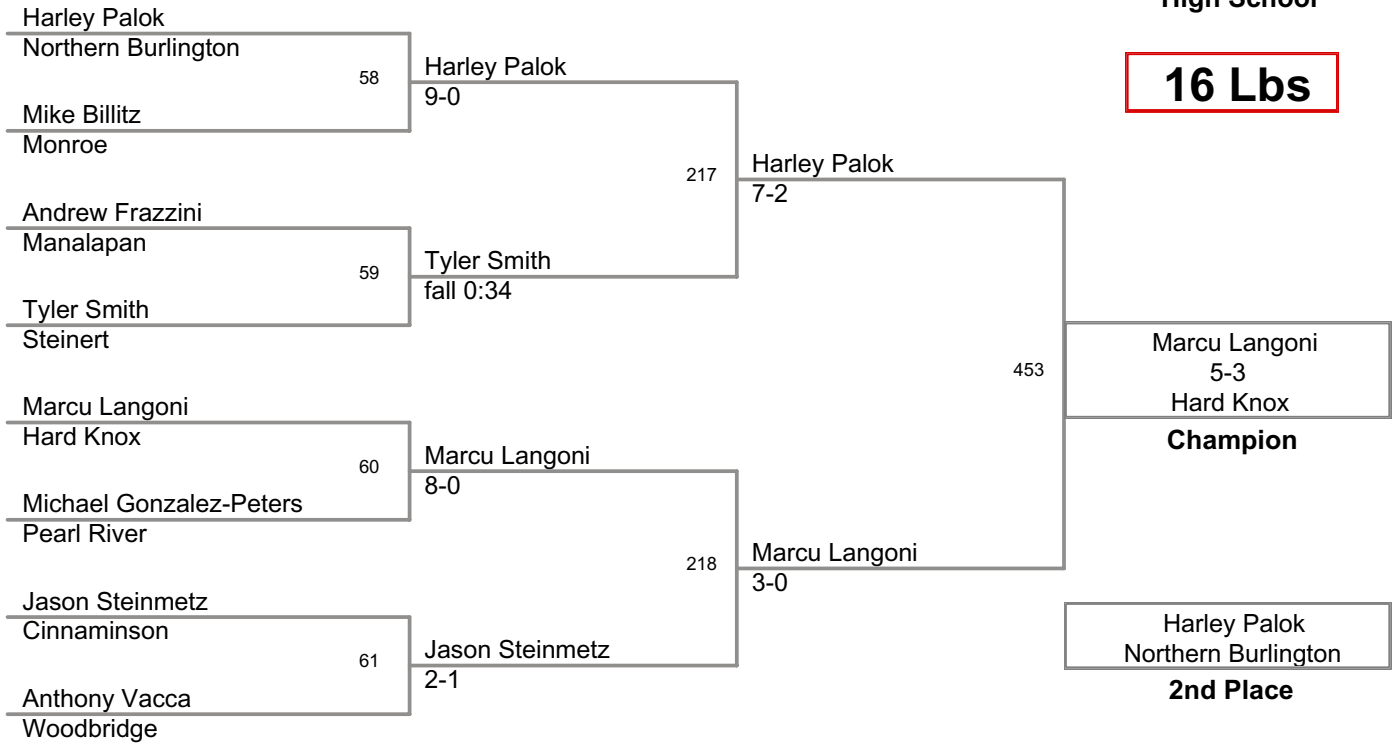 High School
16 Lbs
Harley Palok
Northern Burlington
58
Mike Billitz
Monroe
Harley Palok
9-0
Andrew Frazzini
Manalapan
59
Tyler Smith
Steinert
Tyler Smith
fall 0:34
217
Harley Palok
7-2
Marcu Langoni
Hard Knox
60
Michael Gonzalez-Peters
Pearl River
Marcu Langoni
8-0
Jason Steinmetz
Cinnaminson
61
Anthony Vacca
Woodbridge
Jason Steinmetz
2-1
218
Marcu Langoni
3-0
453
Marcu Langoni
5-3
Hard Knox
Champion
Harley Palok
Northern Burlington
2nd Place